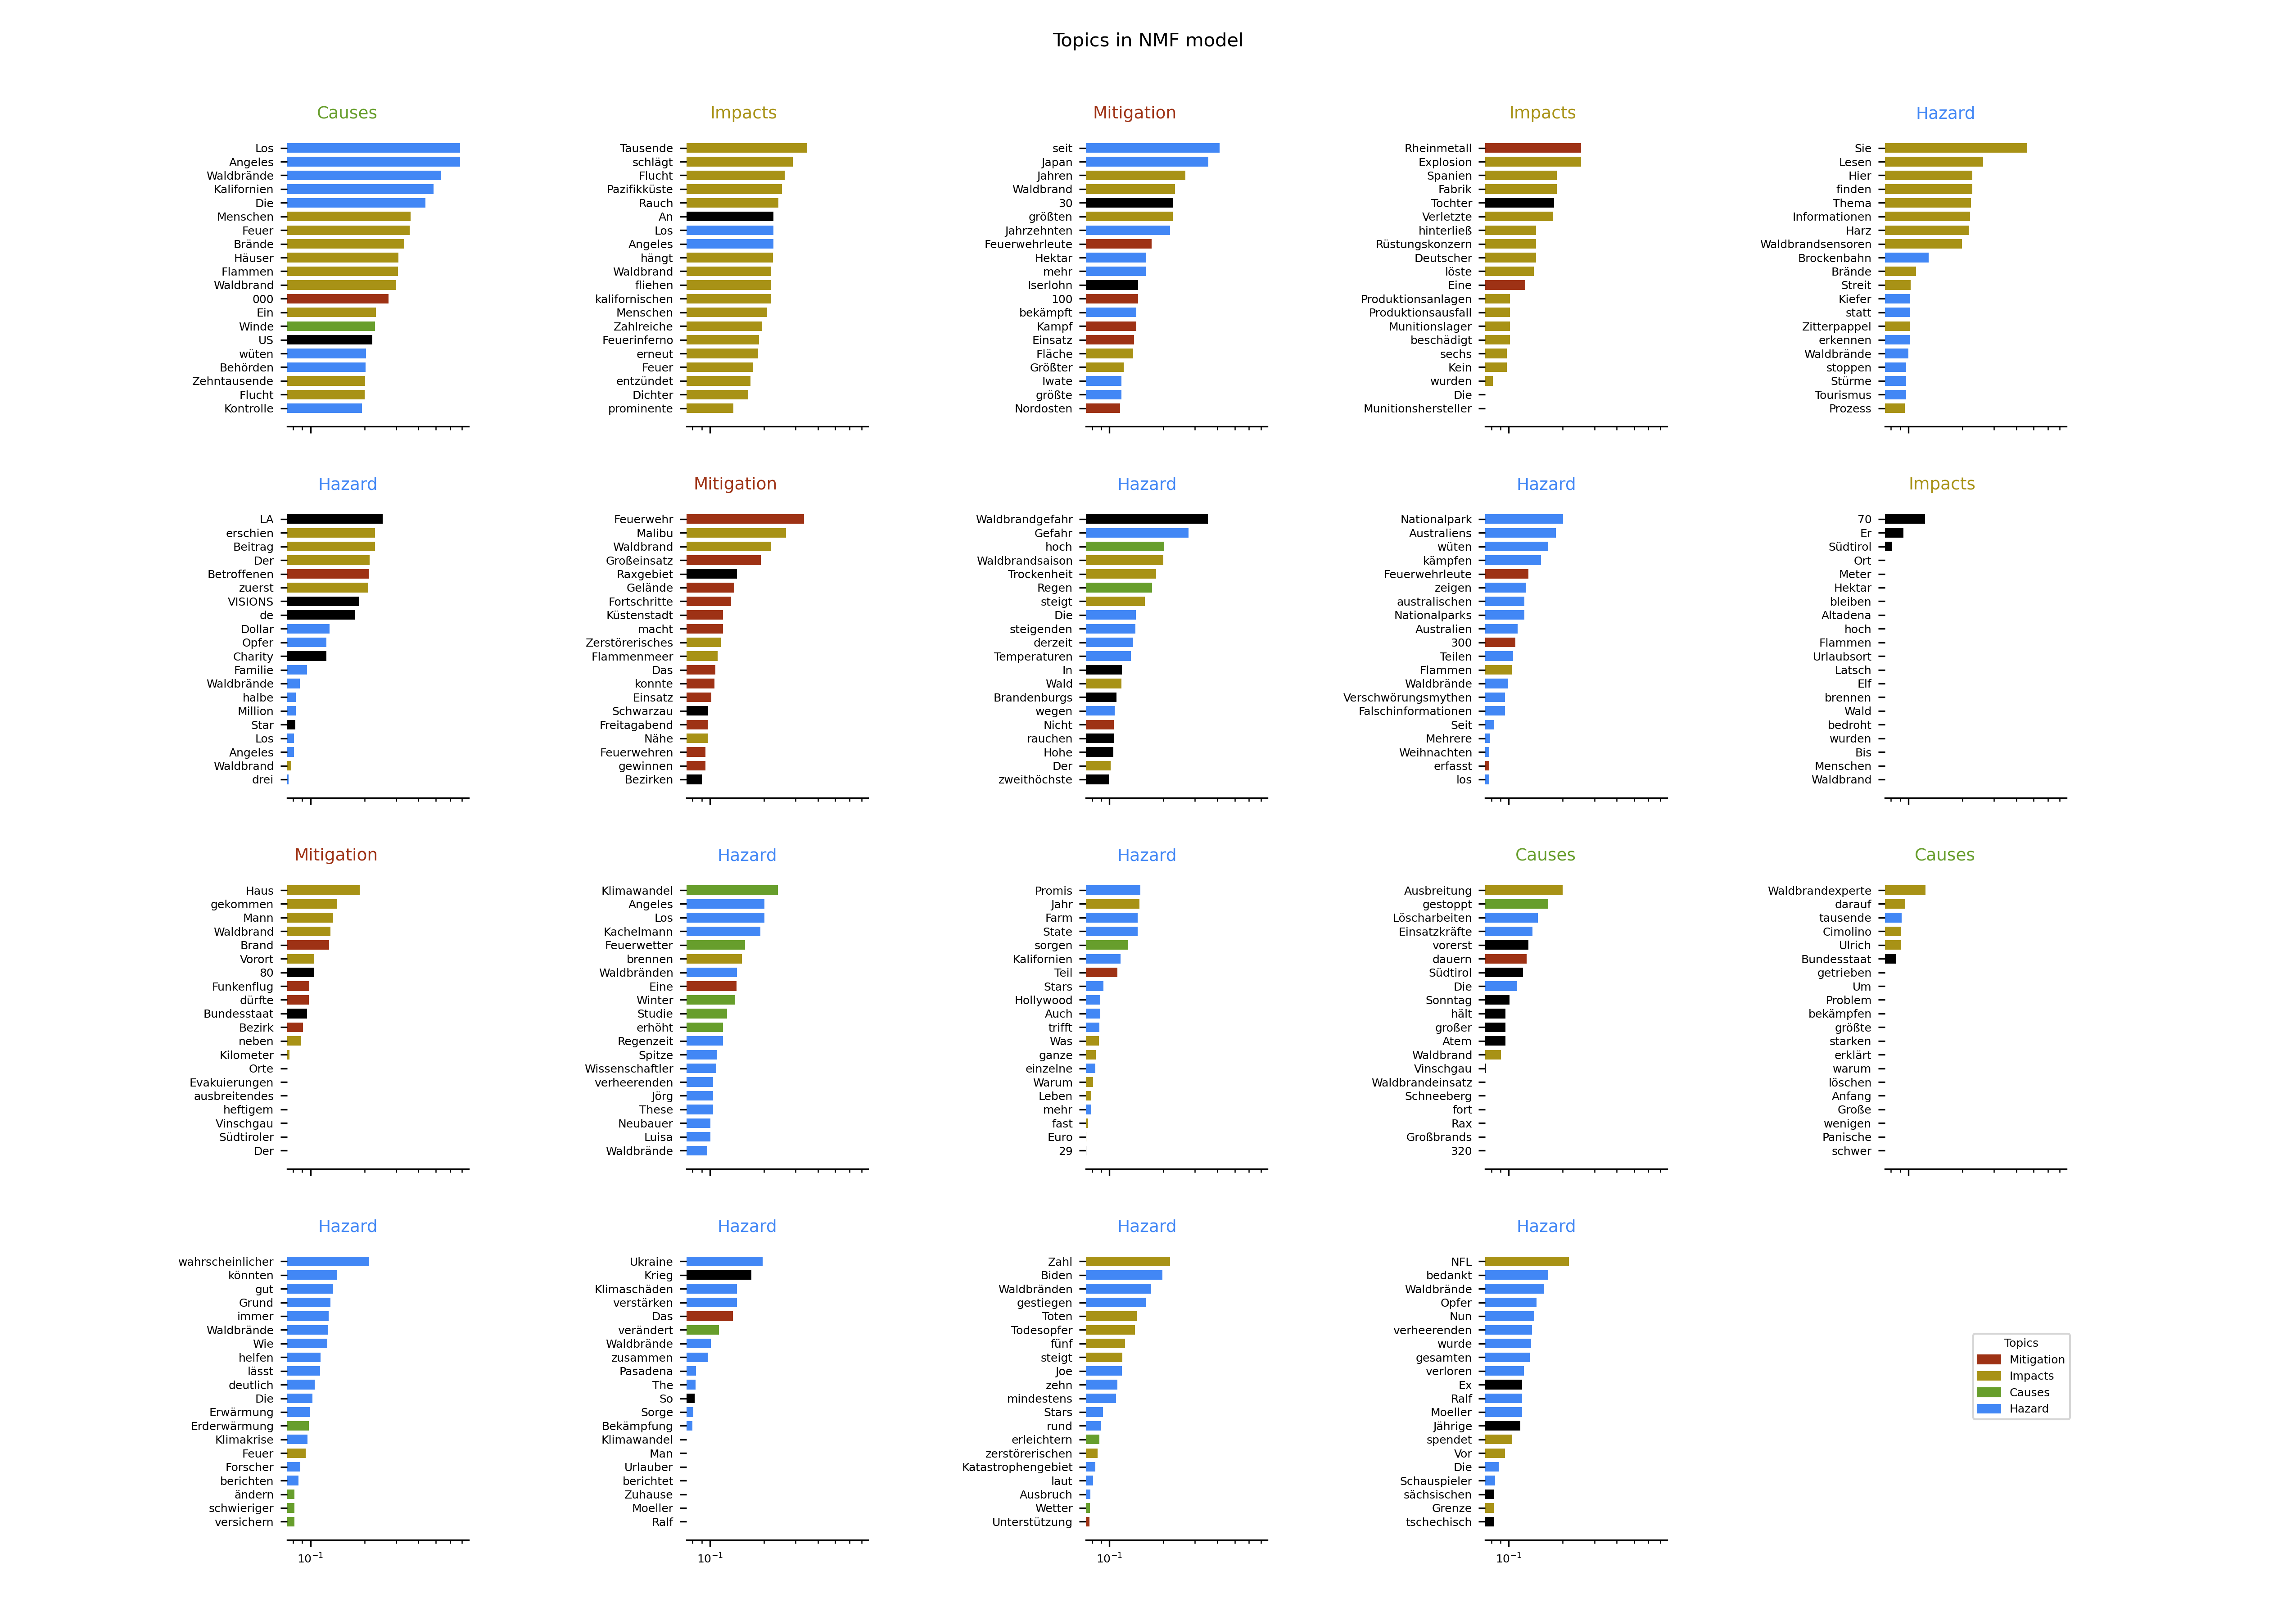 Topics in NMF model
Causes
Los
Angeles
Waldbrände
Kalifornien
Die
Menschen
Feuer
Brände
Häuser
Flammen
Waldbrand
000
Ein
Winde
US
wüten
Behörden
Zehntausende
Flucht
Kontrolle
Impacts
Tausende
schlägt
Flucht
Pazifikküste
Rauch
An
Los
Angeles
hängt
Waldbrand
fliehen
kalifornischen
Menschen
Zahlreiche
Feuerinferno
erneut
Feuer
entzündet
Dichter
prominente
Mitigation
seit
Japan
Jahren
Waldbrand
30
größten
Jahrzehnten
Feuerwehrleute
Hektar
mehr
Iserlohn
100
bekämpft
Kampf
Einsatz
Fläche
Größter
Iwate
größte
Nordosten
Impacts
Rheinmetall
Explosion
Spanien
Fabrik
Tochter
Verletzte
hinterließ
Rüstungskonzern
Deutscher
löste
Eine
Produktionsanlagen
Produktionsausfall
Munitionslager
beschädigt
sechs
Kein
wurden
Die
Munitionshersteller
Hazard
Sie
Lesen
Hier
finden
Thema
Informationen
Harz
Waldbrandsensoren
Brockenbahn
Brände
Streit
Kiefer
statt
Zitterpappel
erkennen
Waldbrände
stoppen
Stürme
Tourismus
Prozess
Hazard
LA
erschien
Beitrag
Der
Betroffenen
zuerst
VISIONS
de
Dollar
Opfer
Charity
Familie
Waldbrände
halbe
Million
Star
Los
Angeles
Waldbrand
drei
Mitigation
Feuerwehr
Malibu
Waldbrand
Großeinsatz
Raxgebiet
Gelände
Fortschritte
Küstenstadt
macht
Zerstörerisches
Flammenmeer
Das
konnte
Einsatz
Schwarzau
Freitagabend
Nähe
Feuerwehren
gewinnen
Bezirken
Hazard
Waldbrandgefahr
Gefahr
hoch
Waldbrandsaison
Trockenheit
Regen
steigt
Die
steigenden
derzeit
Temperaturen
In
Wald
Brandenburgs
wegen
Nicht
rauchen
Hohe
Der
zweithöchste
Hazard
Nationalpark
Australiens
wüten
kämpfen
Feuerwehrleute
zeigen
australischen
Nationalparks
Australien
300
Teilen
Flammen
Waldbrände
Verschwörungsmythen
Falschinformationen
Seit
Mehrere
Weihnachten
erfasst
los
Impacts
70
Er
Südtirol
Ort
Meter
Hektar
bleiben
Altadena
hoch
Flammen
Urlaubsort
Latsch
Elf
brennen
Wald
bedroht
wurden
Bis
Menschen
Waldbrand
Mitigation
Haus
gekommen
Mann
Waldbrand
Brand
Vorort
80
Funkenflug
dürfte
Bundesstaat
Bezirk
neben
Kilometer
Orte
Evakuierungen
ausbreitendes
heftigem
Vinschgau
Südtiroler
Der
Hazard
Klimawandel
Angeles
Los
Kachelmann
Feuerwetter
brennen
Waldbränden
Eine
Winter
Studie
erhöht
Regenzeit
Spitze
Wissenschaftler
verheerenden
Jörg
These
Neubauer
Luisa
Waldbrände
Hazard
Promis
Jahr
Farm
State
sorgen
Kalifornien
Teil
Stars
Hollywood
Auch
trifft
Was
ganze
einzelne
Warum
Leben
mehr
fast
Euro
29
Causes
Ausbreitung
gestoppt
Löscharbeiten
Einsatzkräfte
vorerst
dauern
Südtirol
Die
Sonntag
hält
großer
Atem
Waldbrand
Vinschgau
Waldbrandeinsatz
Schneeberg
fort
Rax
Großbrands
320
Causes
Waldbrandexperte
darauf
tausende
Cimolino
Ulrich
Bundesstaat
getrieben
Um
Problem
bekämpfen
größte
starken
erklärt
warum
löschen
Anfang
Große
wenigen
Panische
schwer
Hazard
wahrscheinlicher
könnten
gut
Grund
immer
Waldbrände
Wie
helfen
lässt
deutlich
Die
Erwärmung
Erderwärmung
Klimakrise
Feuer
Forscher
berichten
ändern
schwieriger
versichern
10⁻¹
Hazard
Ukraine
Krieg
Klimaschäden
verstärken
Das
verändert
Waldbrände
zusammen
Pasadena
The
So
Sorge
Bekämpfung
Klimawandel
Man
Urlauber
berichtet
Zuhause
Moeller
Ralf
10⁻¹
Hazard
Zahl
Biden
Waldbränden
gestiegen
Toten
Todesopfer
fünf
steigt
Joe
zehn
mindestens
Stars
rund
erleichtern
zerstörerischen
Katastrophengebiet
laut
Ausbruch
Wetter
Unterstützung
10⁻¹
Hazard
NFL
bedankt
Waldbrände
Opfer
Nun
verheerenden
wurde
gesamten
verloren
Ex
Ralf
Moeller
Jährige
spendet
Vor
Die
Schauspieler
sächsischen
Grenze
tschechisch
10⁻¹
Topics
Mitigation
Impacts
Causes
Hazard